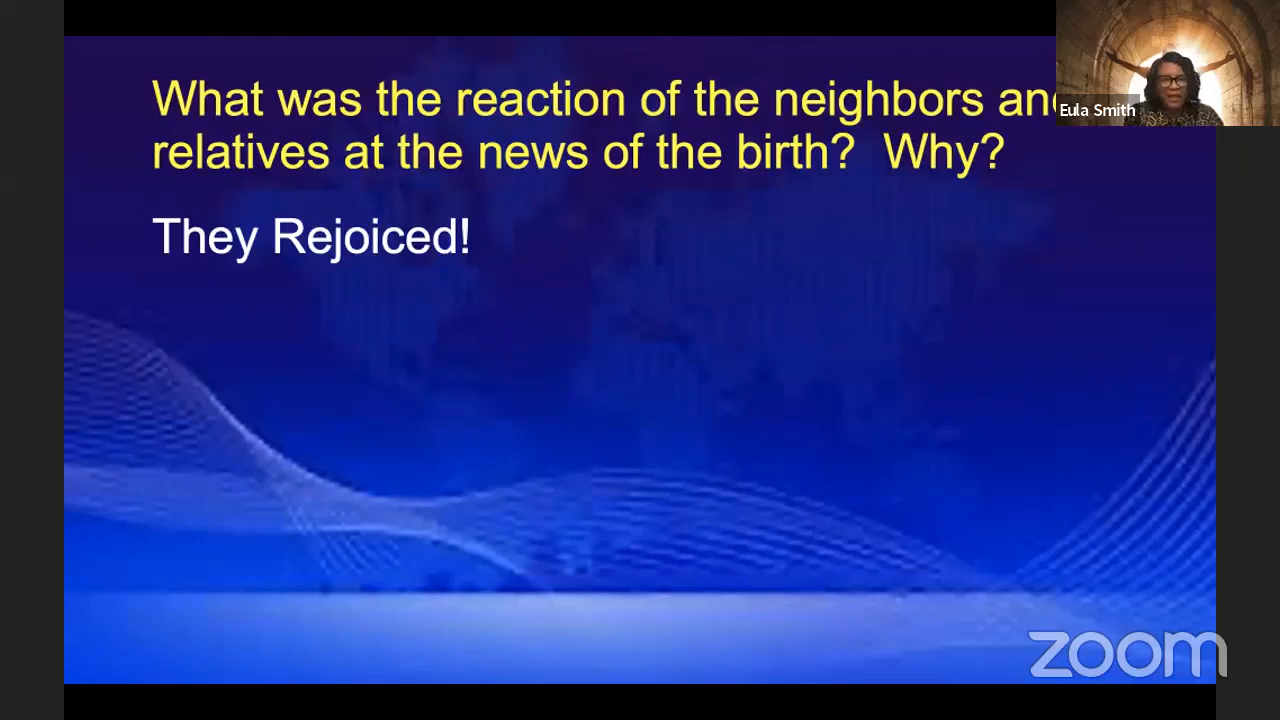 What was the reaction of the neighbors and
relatives at the news of the birth?  Why?
They Rejoiced!
Eula Smith
zoom